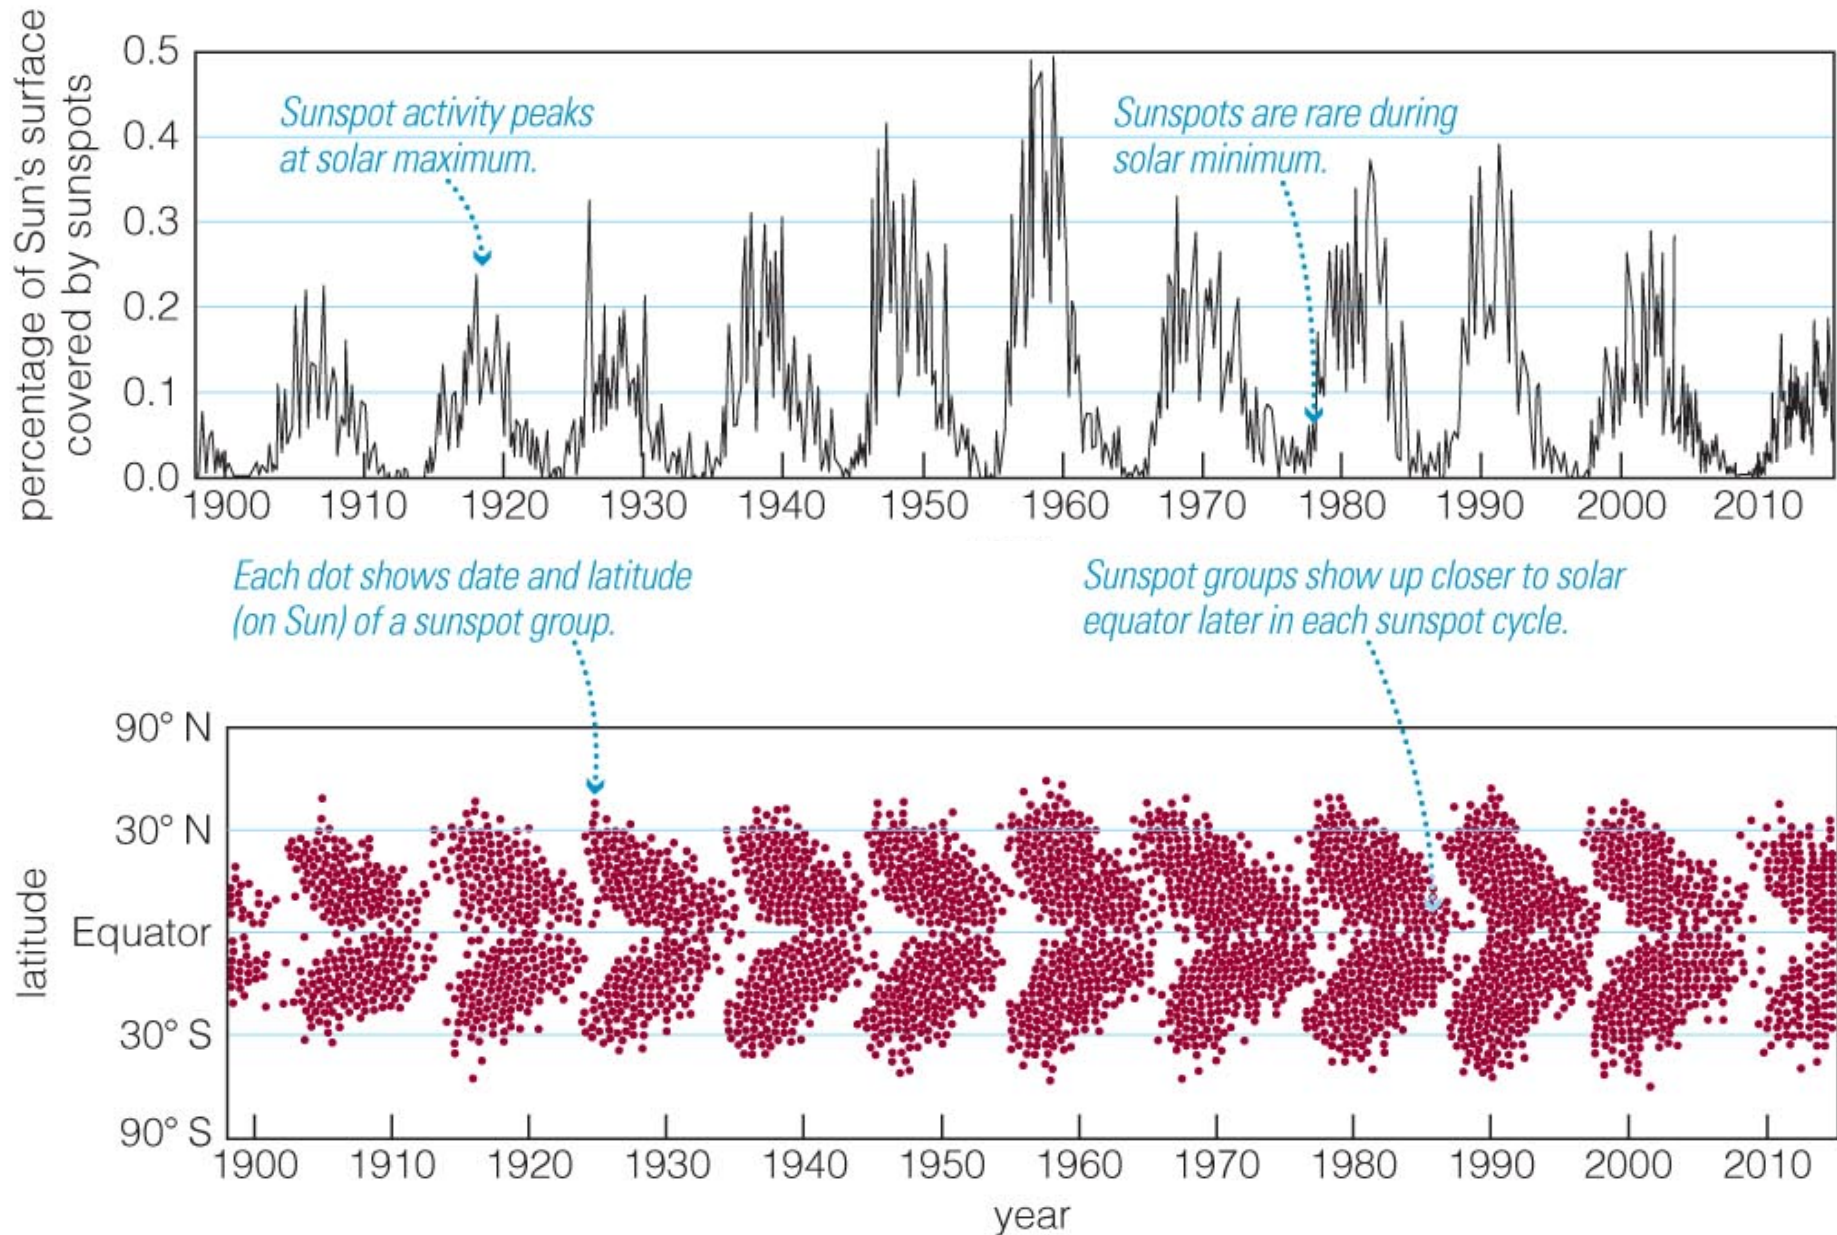 percentage of Sun's surface
covered by sunspots
0.5
0.4
0.3
0.2
0.1
0.0
Sunspot activity peaks
at solar maximum.
Sunspots are rare during
solar minimum.
1900 1910 1920 1930 1940 1950 1960 1970 1980 1990 2000 2010
Each dot shows date and latitude
(on Sun) of a sunspot group.
Sunspot groups show up closer to solar
equator later in each sunspot cycle.
latitude
90° N
30° N
Equator
30° S
90° S
1900 1910 1920 1930 1940 1950 1960 1970 1980 1990 2000 2010
year